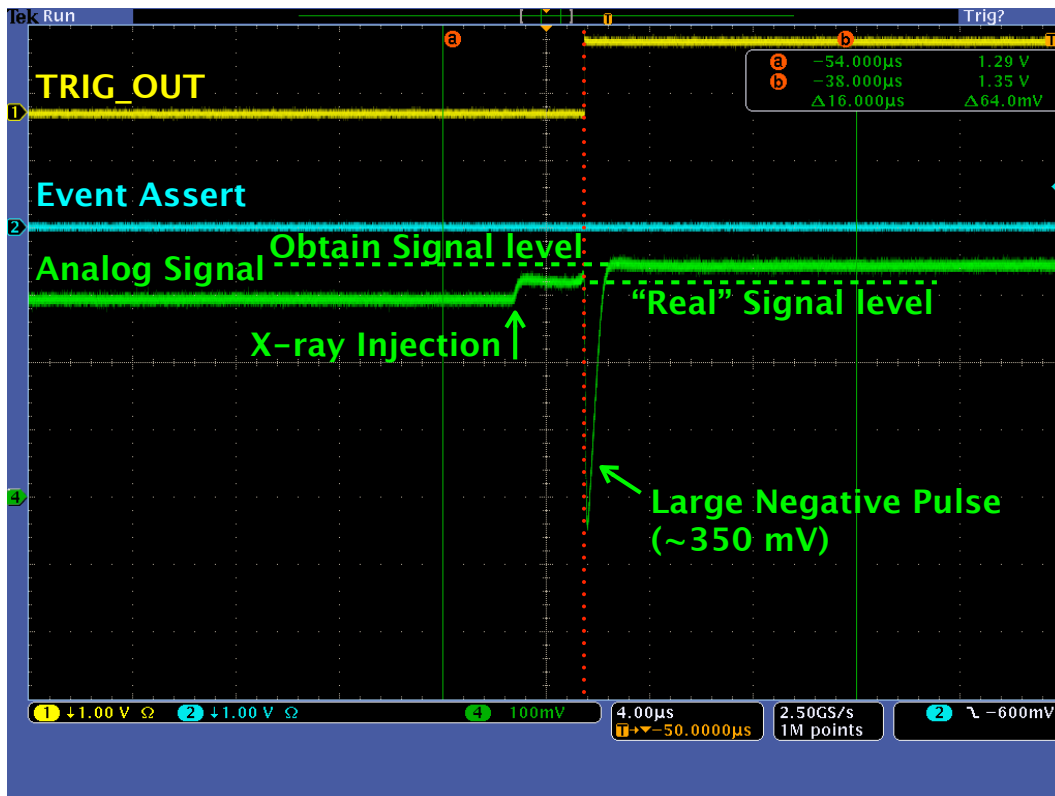 Tek Run Trig?
a b T
a −54.000µs 1.29 V
b −38.000µs 1.35 V
Δ16.000µs Δ64.0mV
TRIG_OUT
1
Event Assert
2
Obtain Signal level
Analog Signal
“Real” Signal level
X−ray Injection
4
Large Negative Pulse
(~350 mV)
1 ↓1.00 V Ω 2 ↓1.00 V Ω 4 100mV 4.00µs 2.50GS/s 2 −600mV
T→▼−50.0000µs 1M points